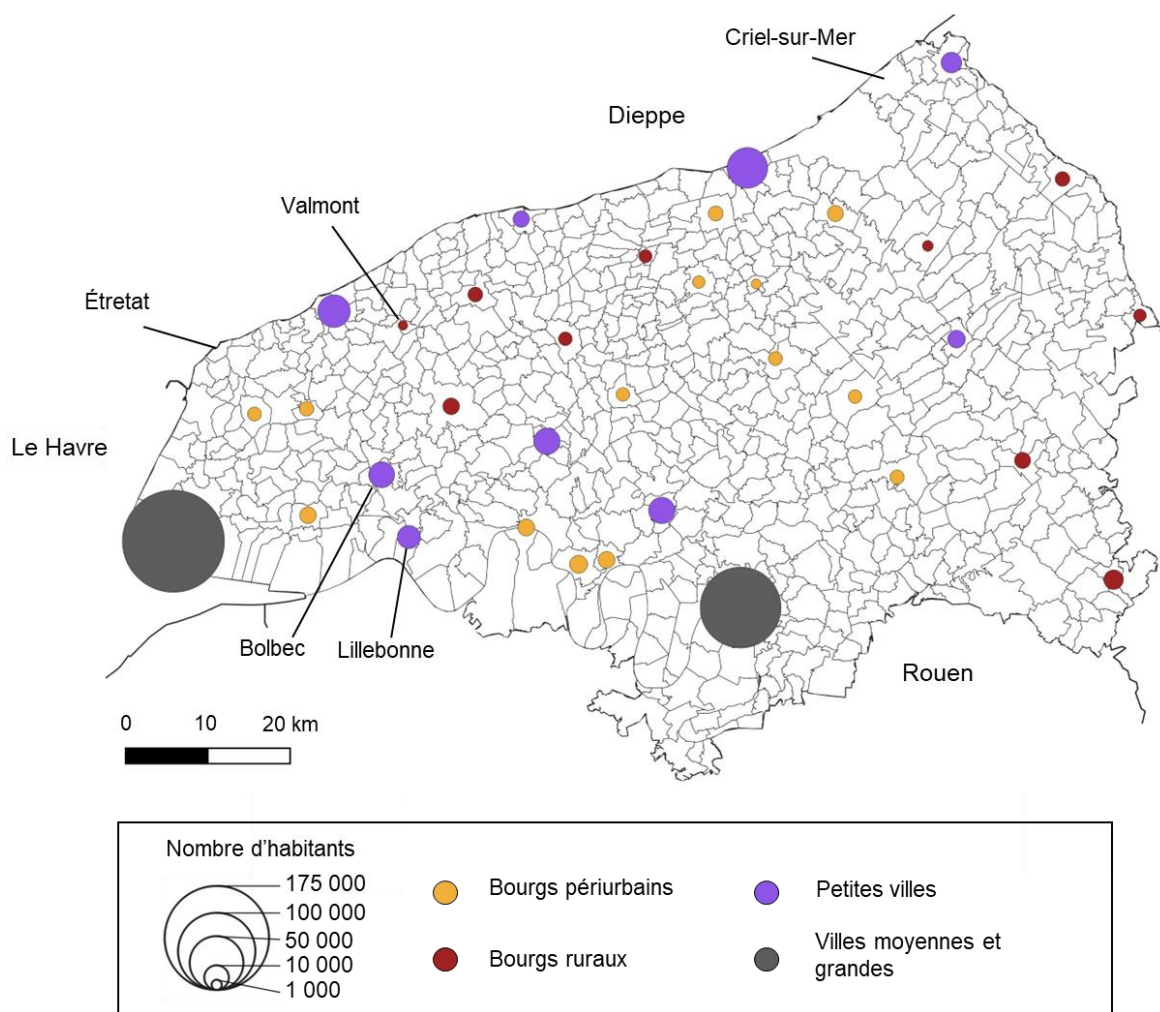 Criel-sur-Mer
Dieppe
Valmont
Étretat
Le Havre
Bolbec
Lillebonne
Rouen
0 10 20 km
Nombre d’habitants
175 000
100 000
50 000
10 000
1 000
Bourgs périurbains
Bourgs ruraux
Petites villes
Villes moyennes et
grandes